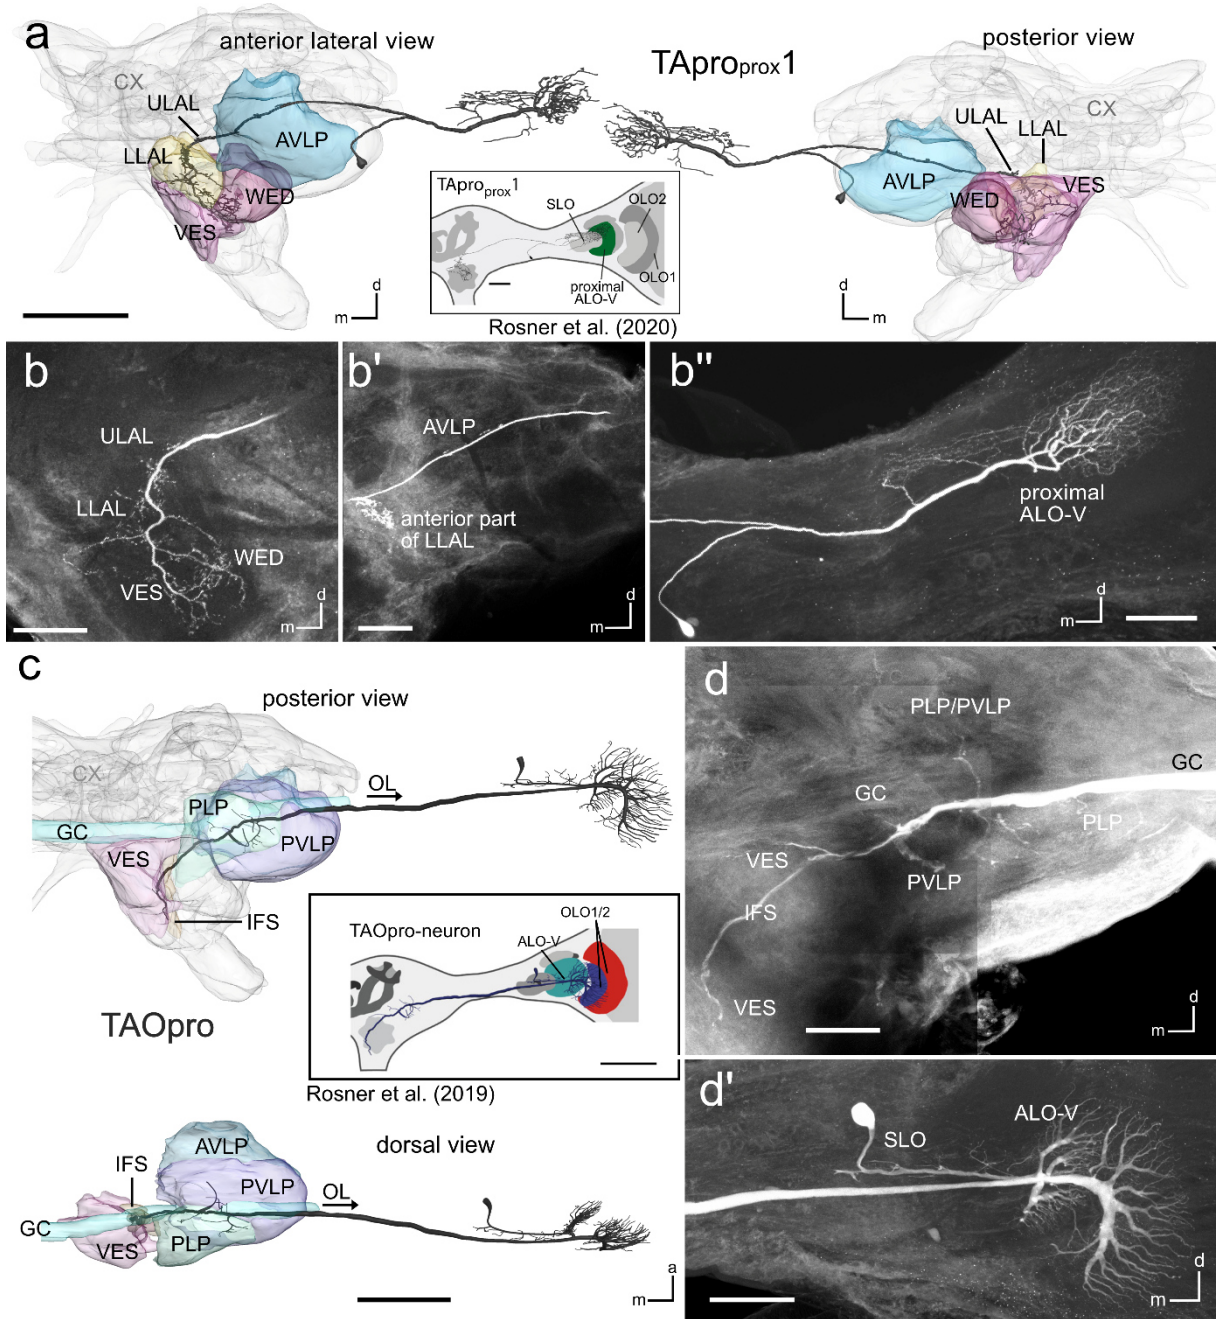 a
anterior lateral view
TApro prox1
posterior view
CX
ULAL
LLAL
AVLP
WED
VES
ULAL
LLAL
CX
AVLP
WED
VES
TApro prox1
SLO
OLO2
OLO1
proximal
ALO-V
d
m
d
m
Rosner et al. (2020)
b
ULAL
LLAL
WED
VES
d
m
b'
AVLP
anterior part
of LLAL
d
m
b''
proximal
ALO-V
d
m
c
posterior view
CX
OL
PLP
GC
VES
PVLP
IFS
TAOpro
TAOpro-neuron
OLO1/2
ALO-V
Rosner et al. (2019)
dorsal view
AVLP
IFS
PVLP
OL
GC
VES
PLP
a
m
d
PLP/PVLP
GC
GC
PLP
VES
PVLP
IFS
VES
d
m
d'
ALO-V
SLO
d
m